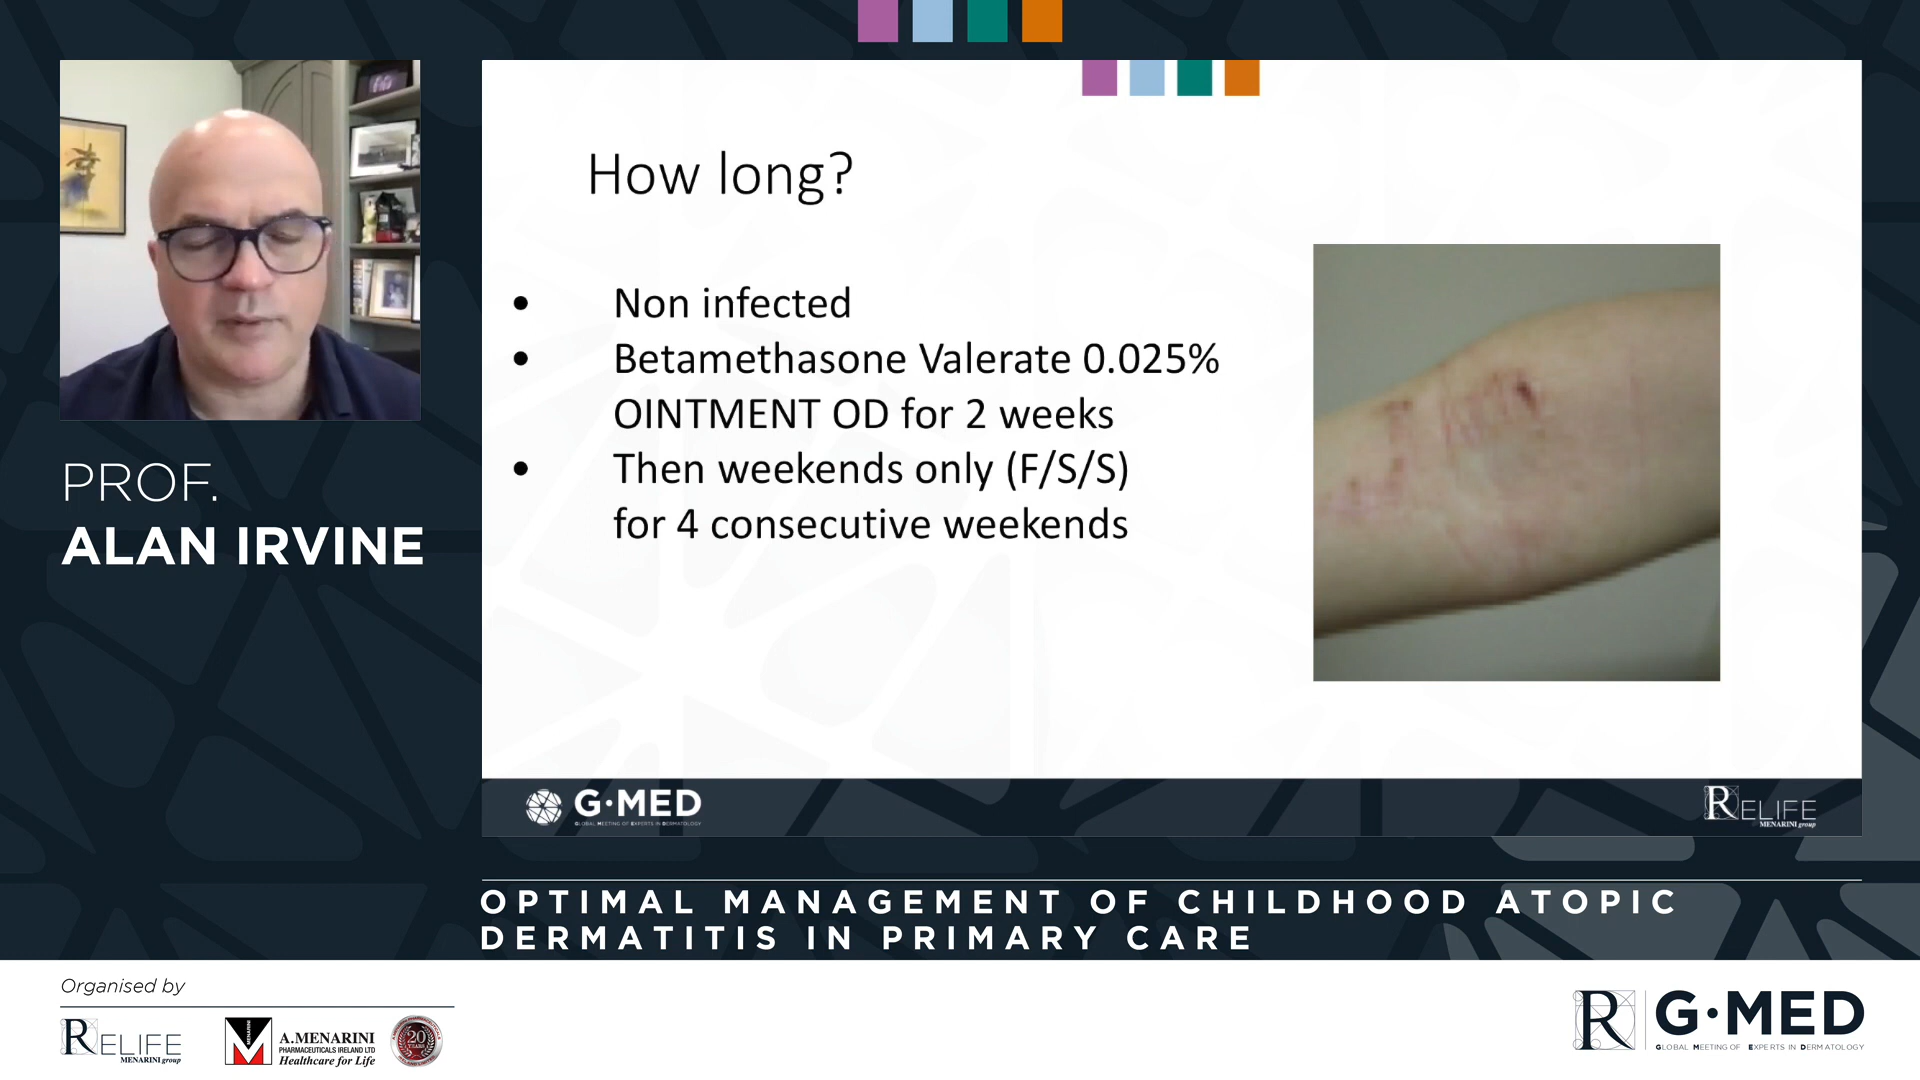 How long?
• Non infected
• Betamethasone Valerate 0.025%
OINTMENT OD for 2 weeks
• Then weekends only (F/S/S)
for 4 consecutive weekends
G·MED
GLOBAL MEETING OF EXPERTS IN DERMATOLOGY
RELIFE
MENARINI group
PROF.
ALAN IRVINE
OPTIMAL MANAGEMENT OF CHILDHOOD ATOPIC
DERMATITIS IN PRIMARY CARE
Organised by
RELIFE
MENARINI group
MENARINI
A.MENARINI
PHARMACEUTICALS IRELAND LTD
Healthcare for Life
20
YEARS
R
G·MED
GLOBAL MEETING OF EXPERTS IN DERMATOLOGY